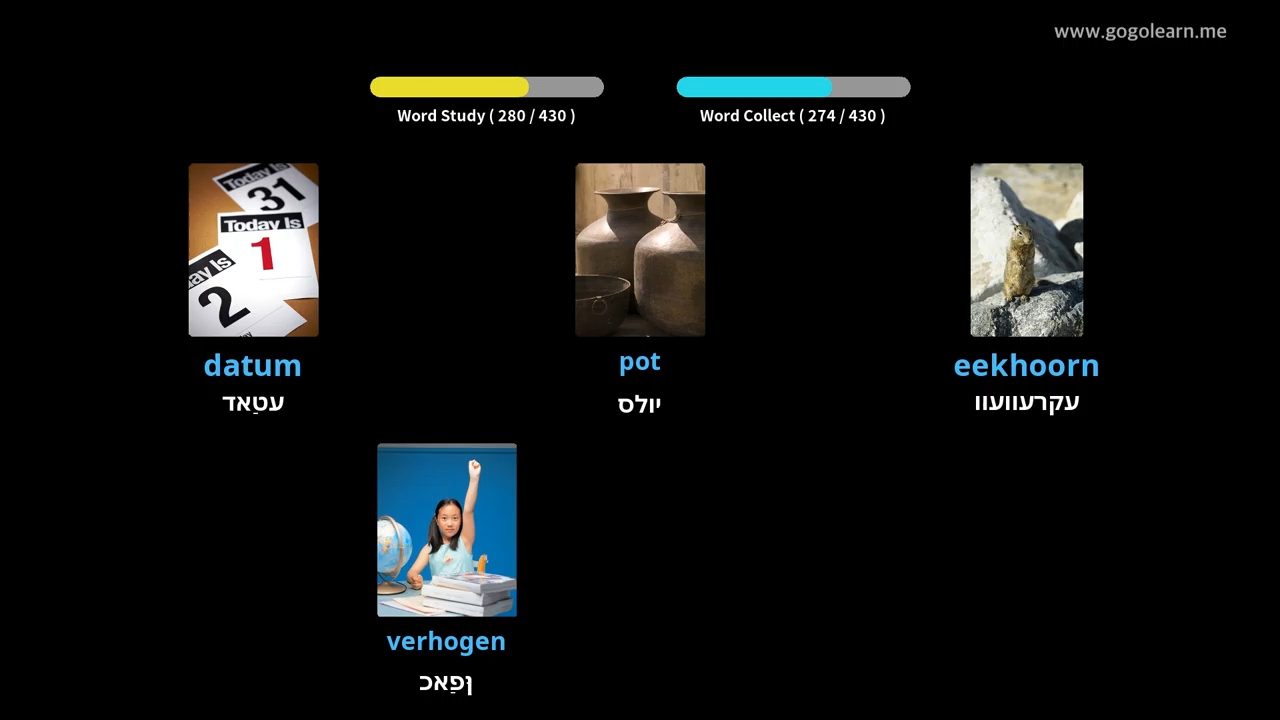 www.gogolearn.me
Word Study ( 280 / 430 )
Word Collect ( 274 / 430 )
datum
עטַאד
pot
יולס
eekhoorn
עקרעוועוו
verhogen
ןּפַאכ